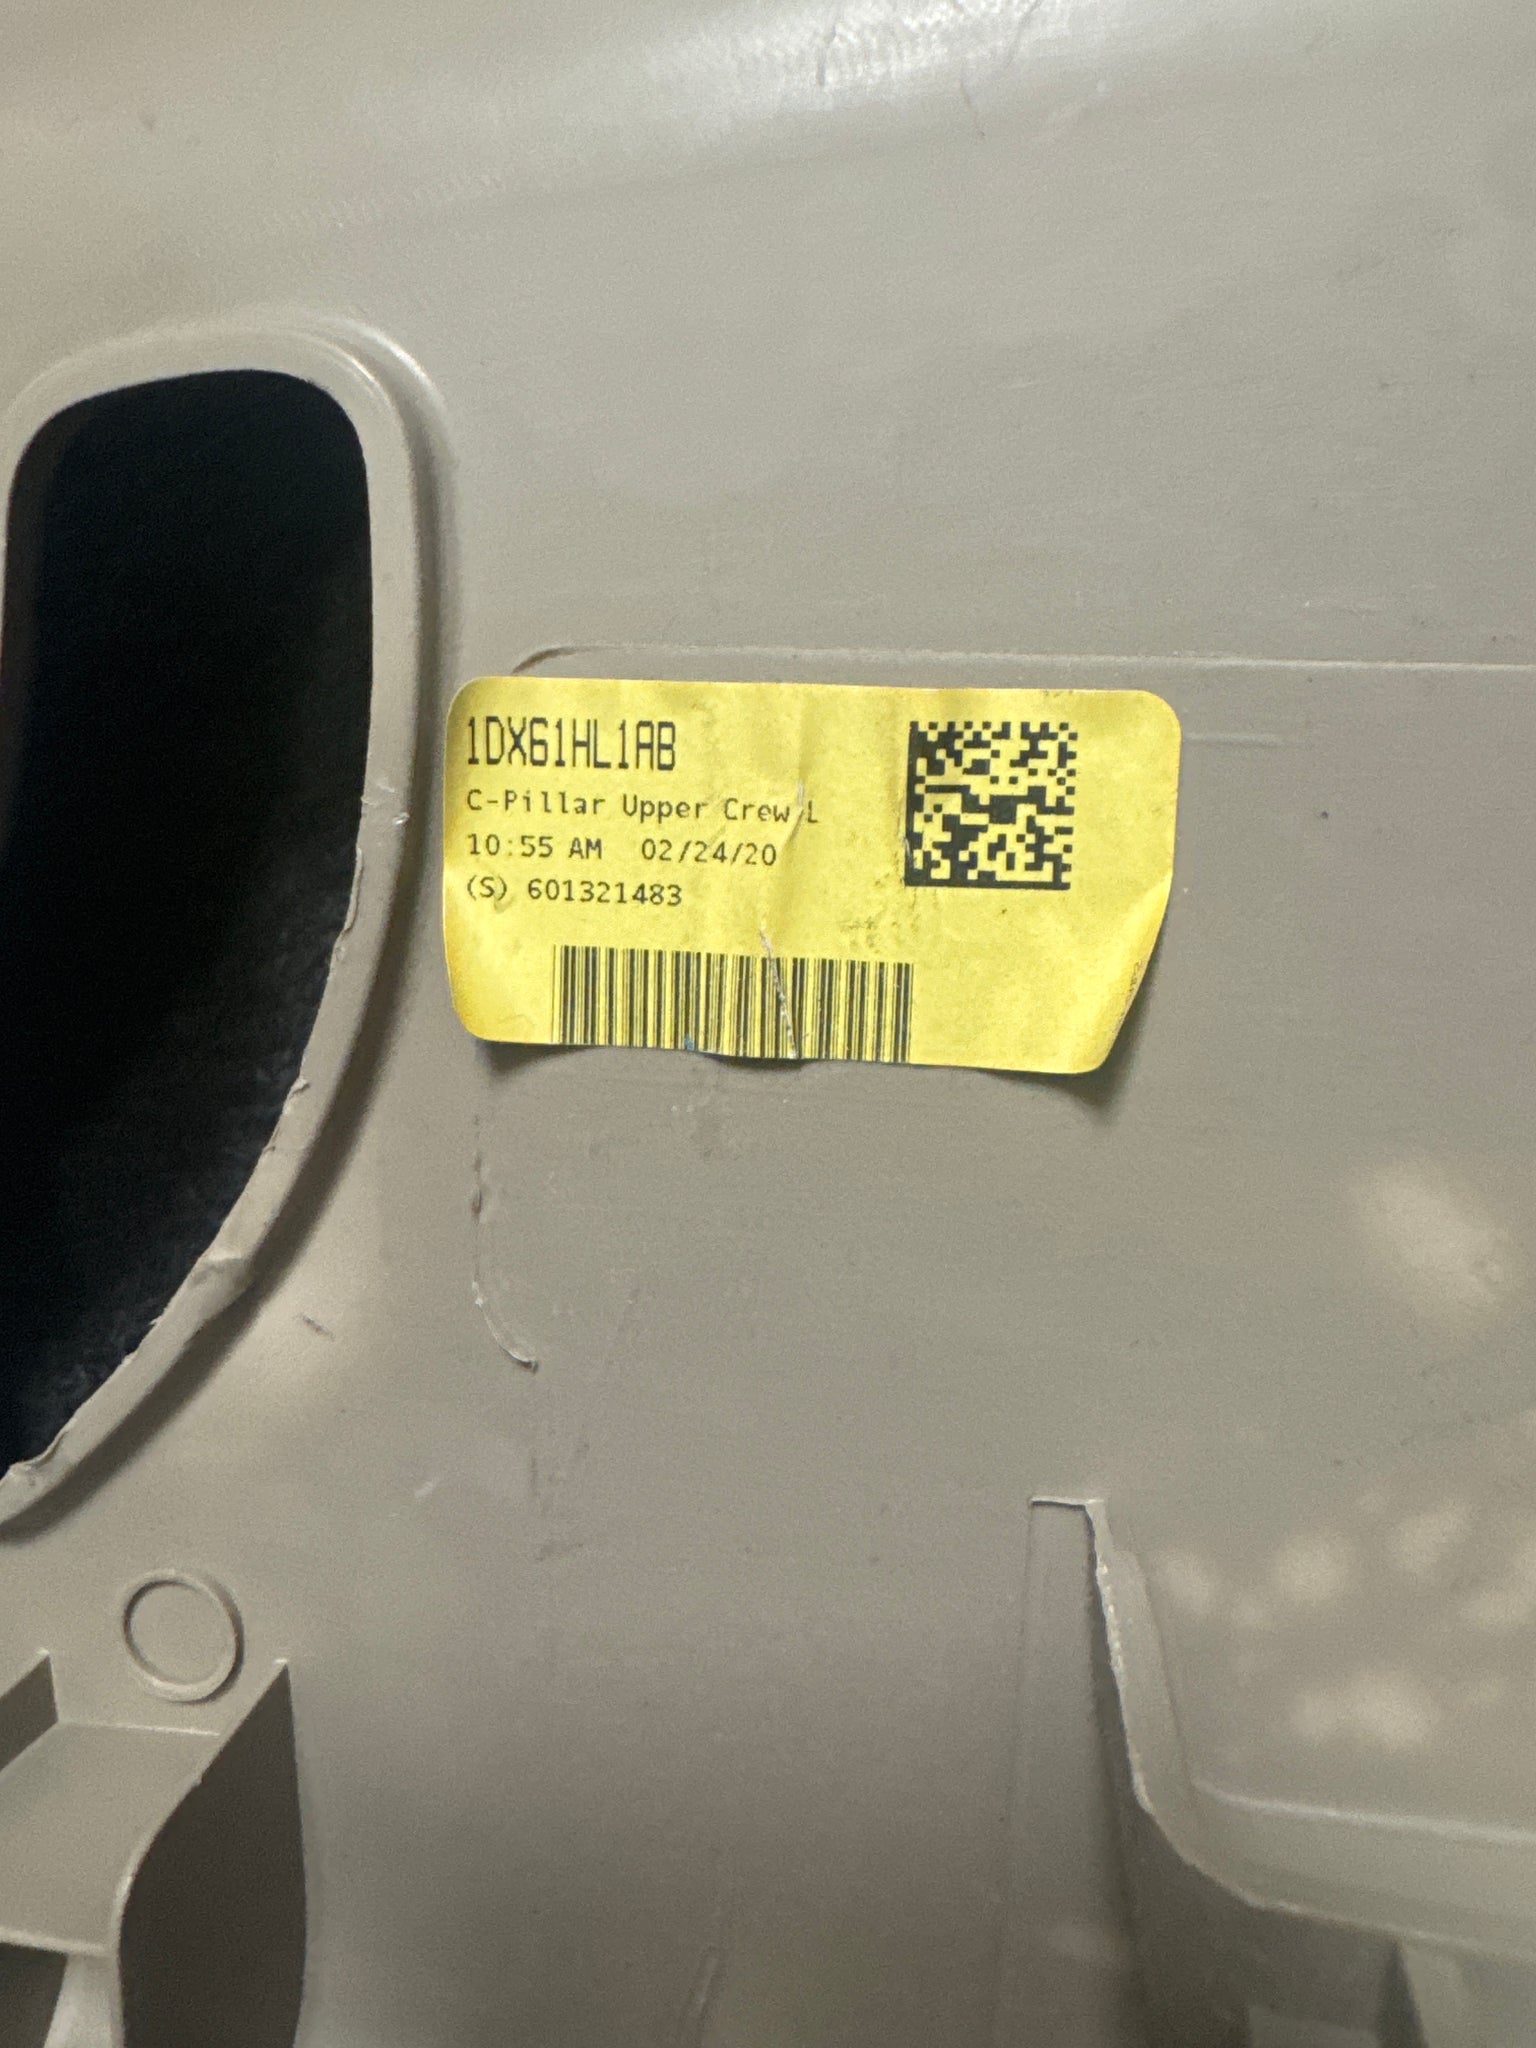 1DX61HL1AB
C-Pillar Upper Crew L
10:55 AM 02/24/20
(S) 601321483